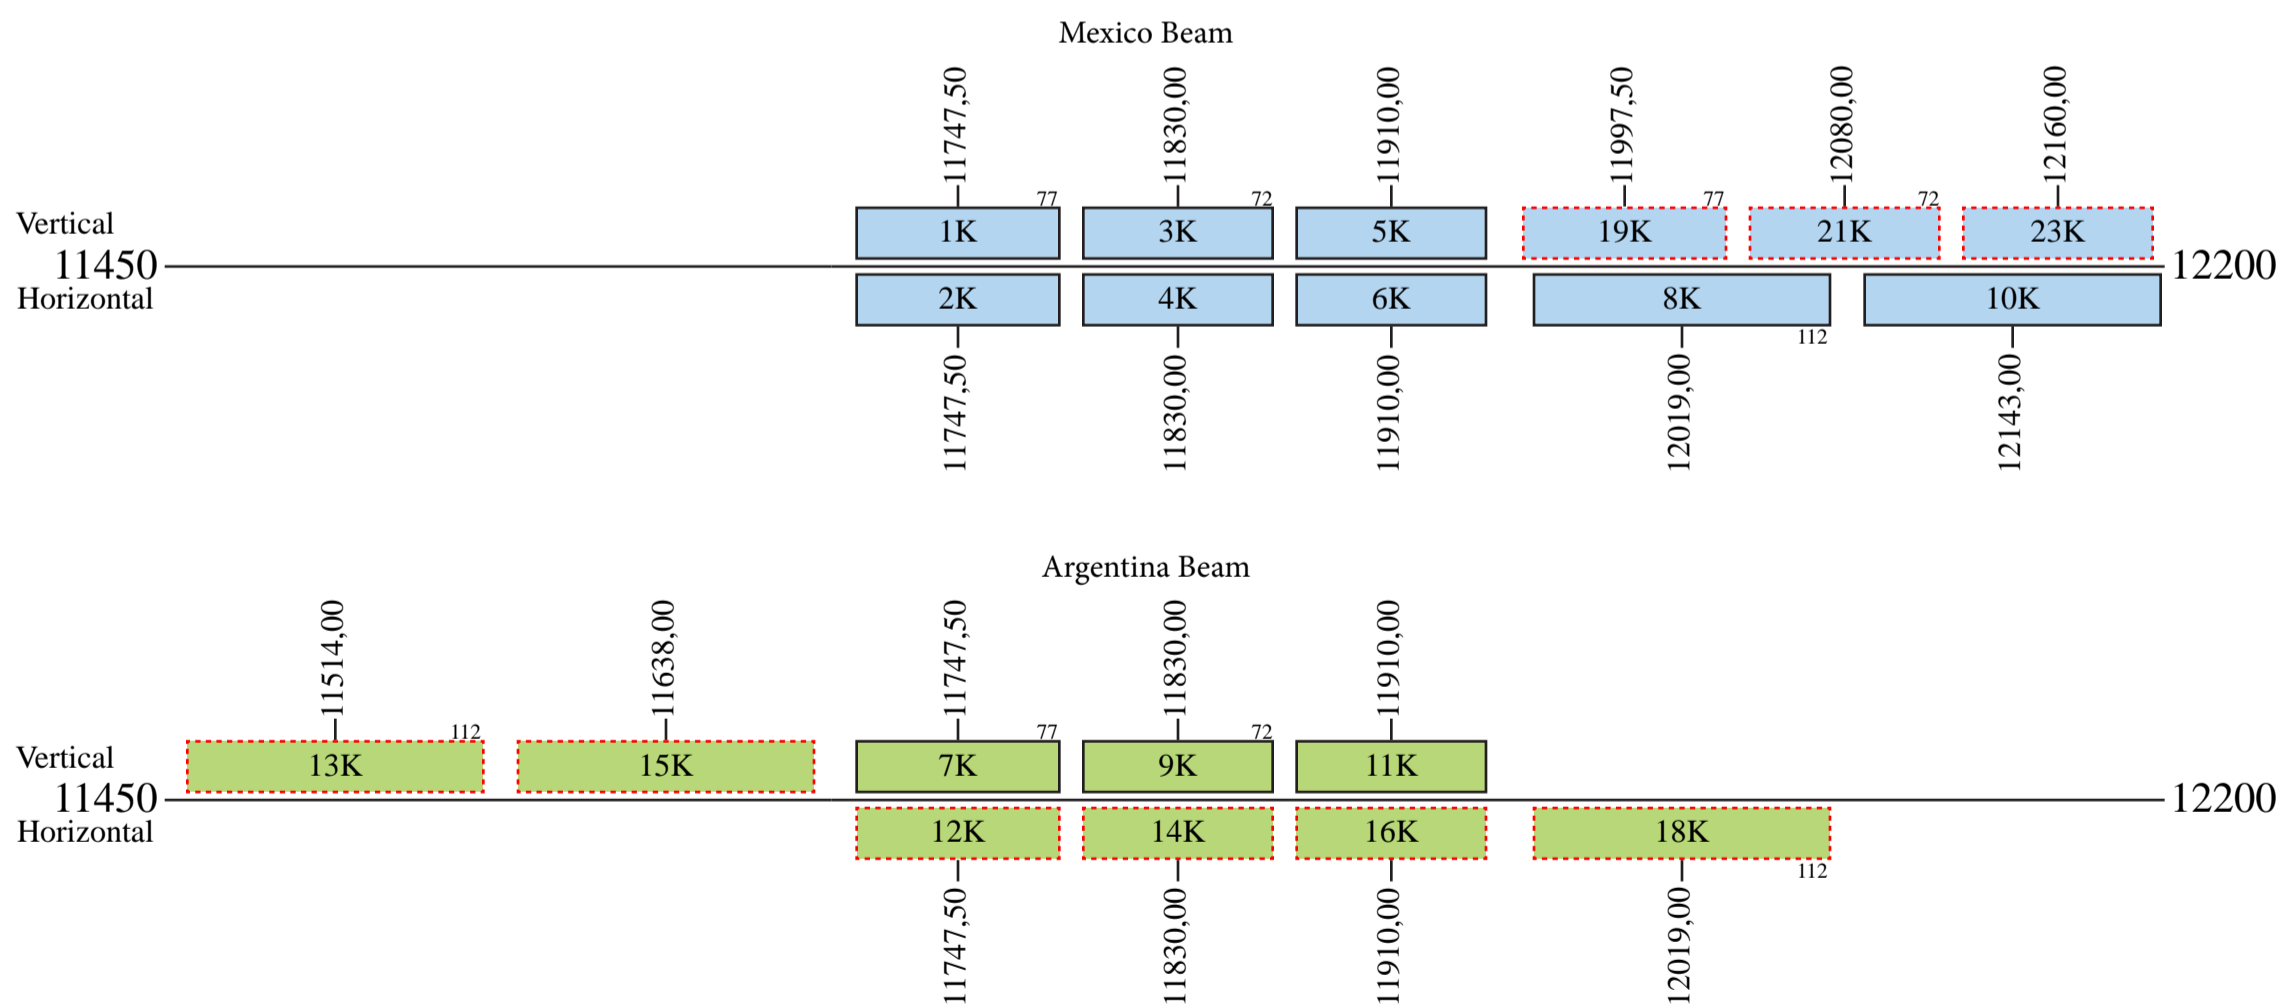 Mexico Beam
11747,50 11830,00 11910,00 11997,50 12080,00 12160,00
77 72 77 72
Vertical 1K 3K 5K 19K 21K 23K
11450 12200
Horizontal 2K 4K 6K 8K 10K
112
11747,50 11830,00 11910,00 12019,00 12143,00
Argentina Beam
11514,00 11638,00 11747,50 11830,00 11910,00
112 77 72
Vertical 13K 15K 7K 9K 11K
11450 12200
Horizontal 12K 14K 16K 18K
112
11747,50 11830,00 11910,00 12019,00